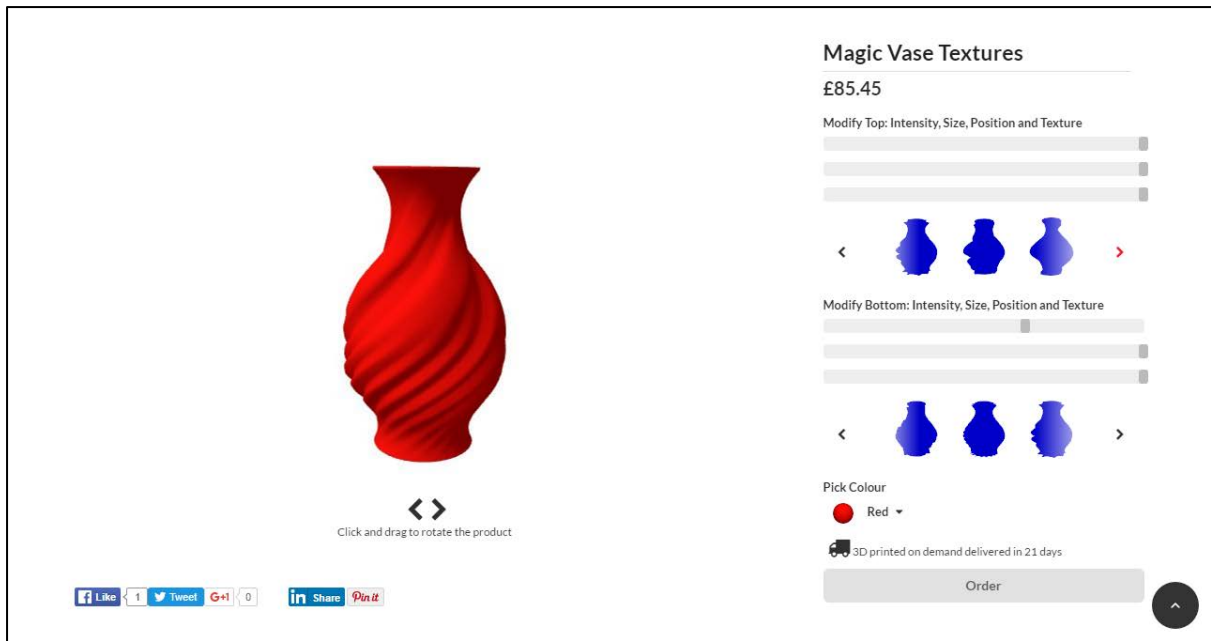 Magic Vase Textures
£85.45
Modify Top: Intensity, Size, Position and Texture
Modify Bottom: Intensity, Size, Position and Texture
Pick Colour
Red
3D printed on demand delivered in 21 days
Order
Click and drag to rotate the product
f Like 1 Tweet G+1 0 in Share Pin it